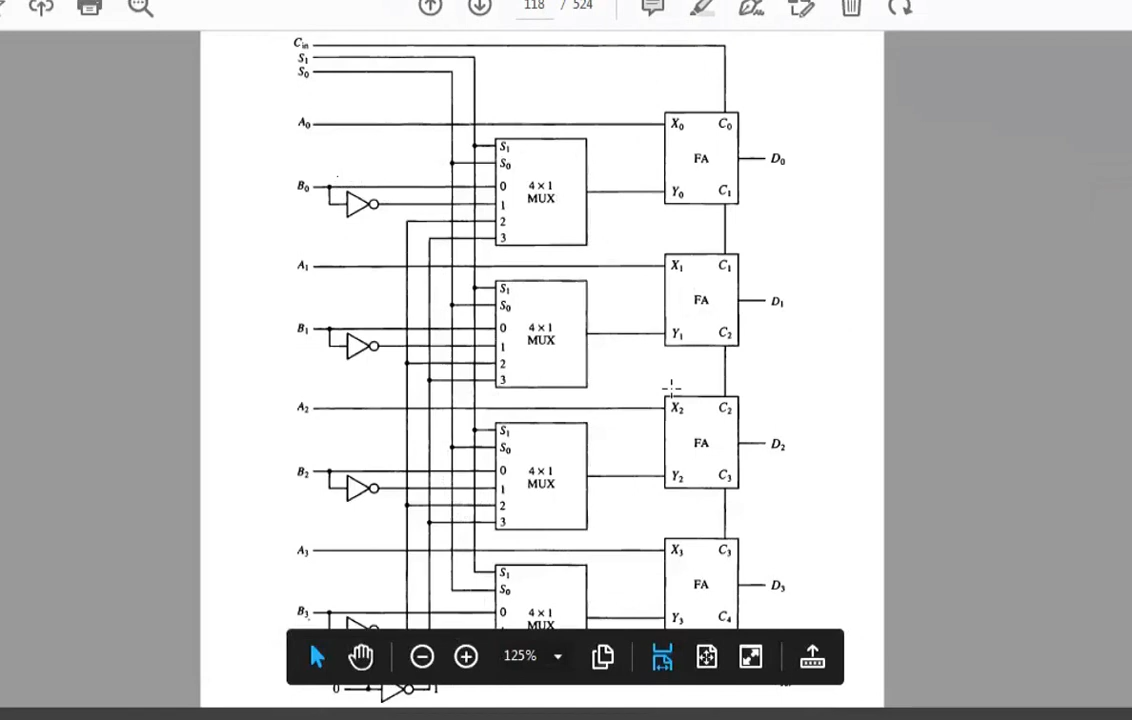 118 / 524
Cin
S1
S0
A0 X0 C0
S1
S0 FA D0
B0 0 4 × 1 Y0 C1
1 MUX
2
3
A1 X1 C1
S1
S0 FA D1
B1 0 4 × 1 Y1 C2
1 MUX
2
3
A2 X2 C2
S1
S0 FA D2
B2 0 4 × 1 Y2 C3
1 MUX
2
3
A3 X3 C3
S1
S0 FA D3
B3 0 4 × 1 Y3 C4
MUX
125%
0 1